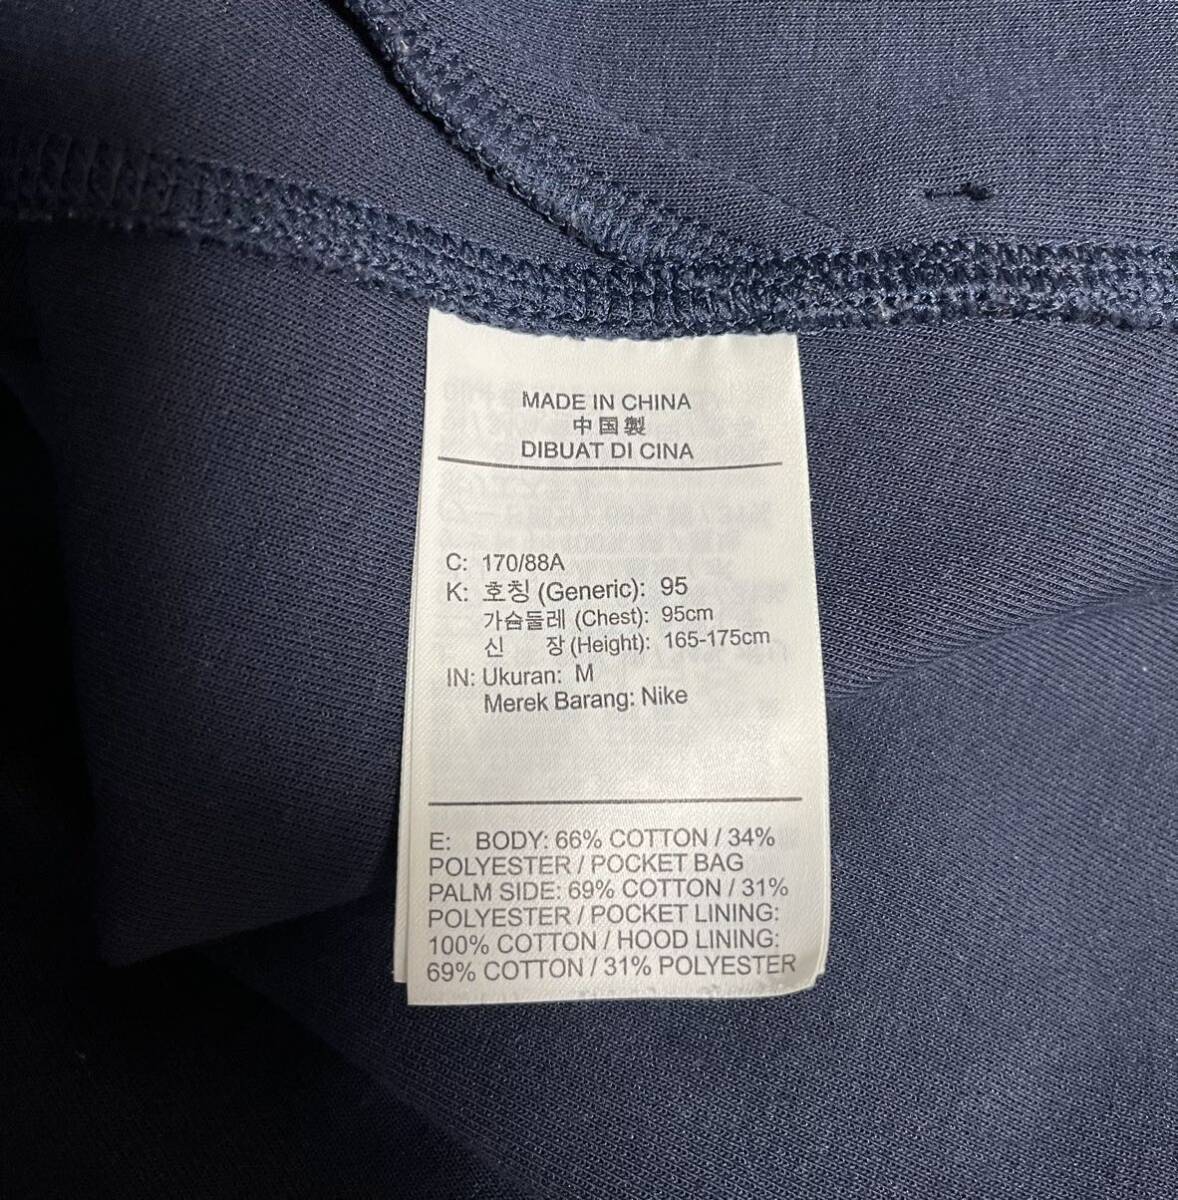 MADE IN CHINA
中国製
DIBUAT DI CINA
C: 170/88A
K: 호칭 (Generic): 95
가슴둘레 (Chest): 95cm
신 장 (Height): 165-175cm
IN: Ukuran: M
Merek Barang: Nike
E: BODY: 66% COTTON / 34%
POLYESTER / POCKET BAG
PALM SIDE: 69% COTTON / 31%
POLYESTER / POCKET LINING:
100% COTTON / HOOD LINING:
69% COTTON / 31% POLYESTER